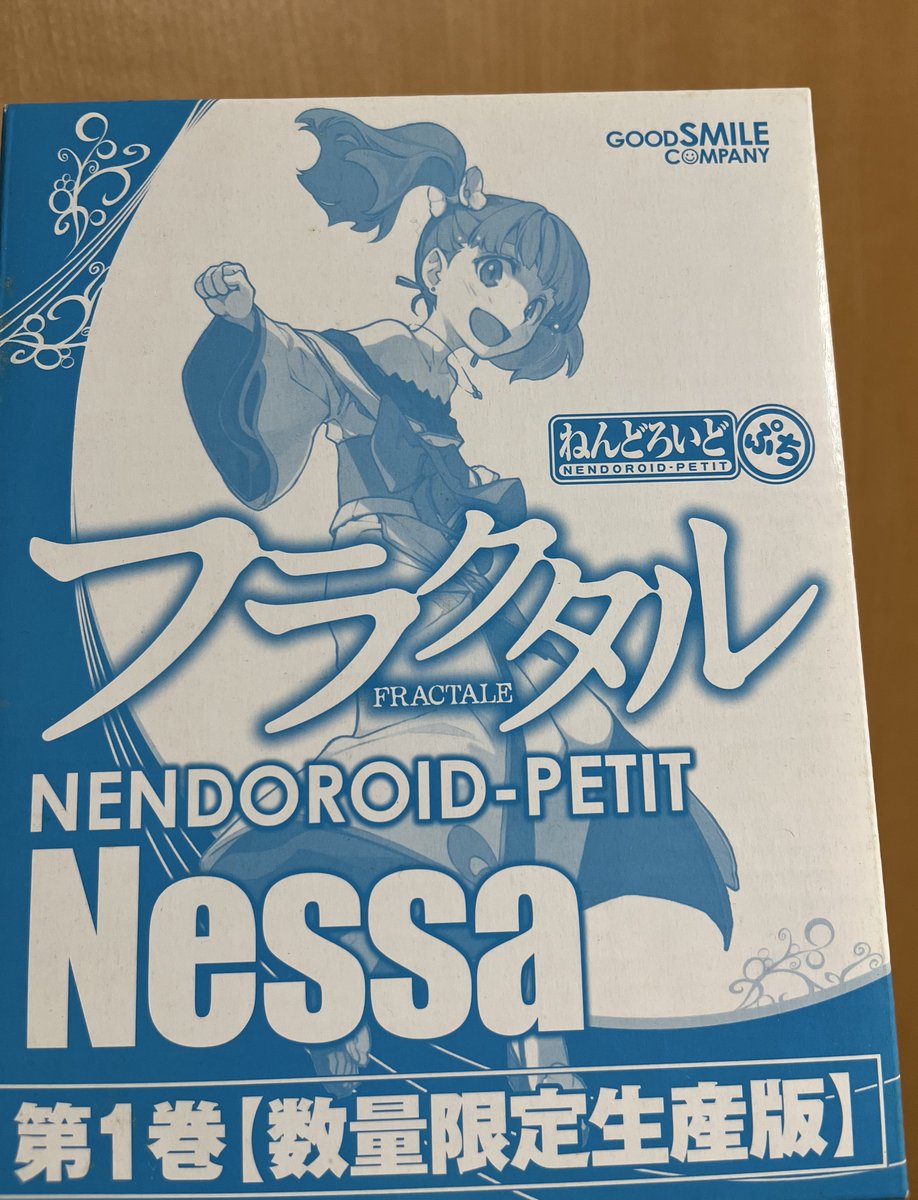 GOOD SMILE
COMPANY
ねんどろいど
NENDOROID-PETIT
ぷち
フラクタル
FRACTALE
NENDOROID-PETIT
Nessa
第1巻【数量限定生産版】